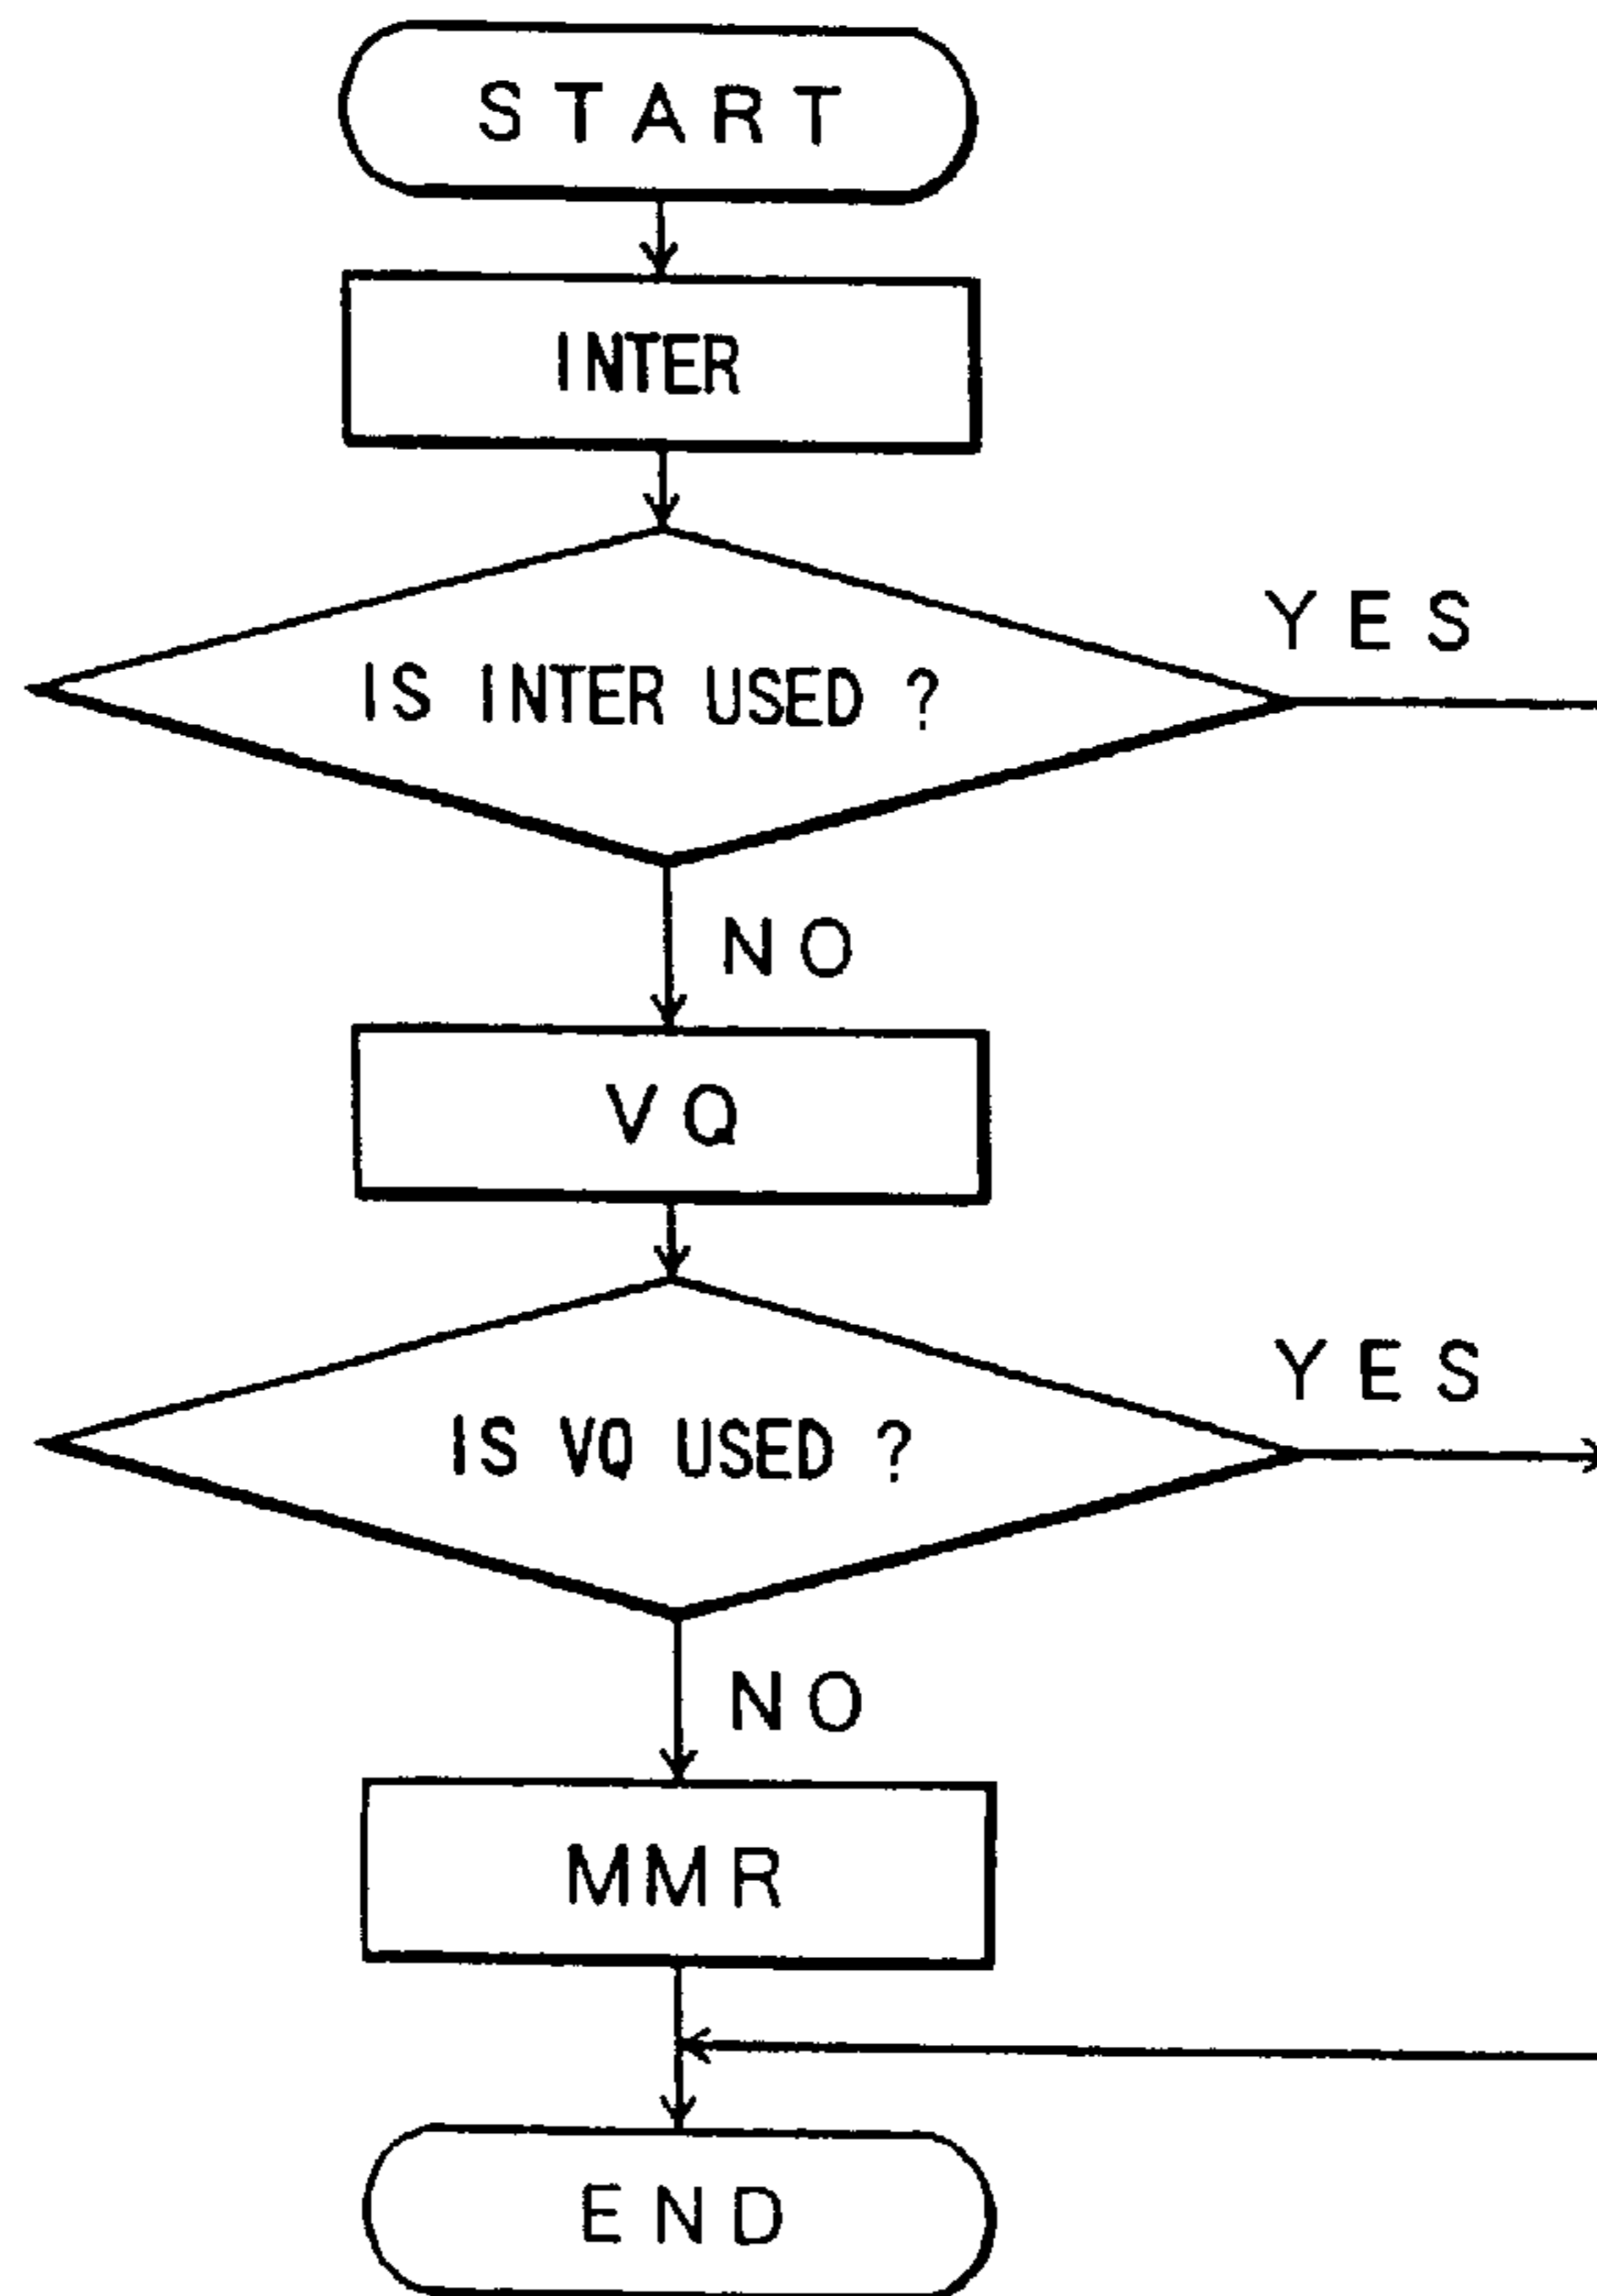 START
INTER
IS INTER USED ?
YES
NO
VQ
IS VQ USED ?
YES
NO
MMR
END